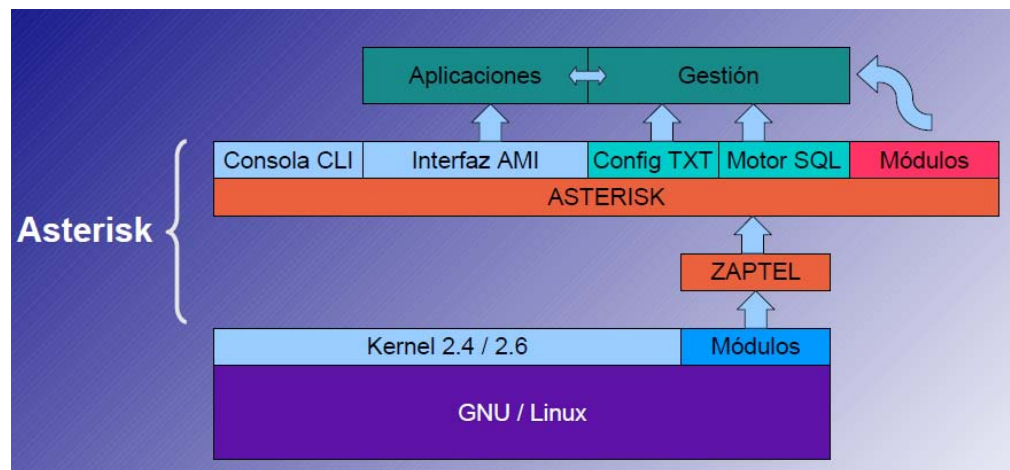 Aplicaciones
Gestión
Consola CLI
Interfaz AMI
Config TXT
Motor SQL
Módulos
ASTERISK
Asterisk
ZAPTEL
Kernel 2.4 / 2.6
Módulos
GNU / Linux